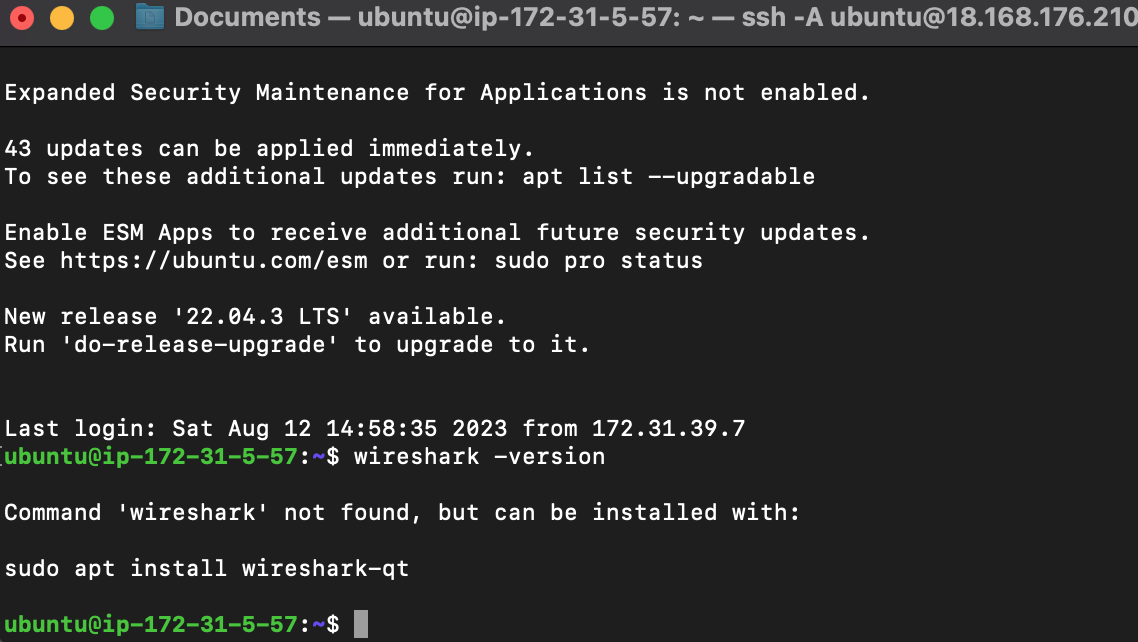 Documents — ubuntu@ip-172-31-5-57: ~ — ssh -A ubuntu@18.168.176.210
Expanded Security Maintenance for Applications is not enabled.
43 updates can be applied immediately.
To see these additional updates run: apt list --upgradable
Enable ESM Apps to receive additional future security updates.
See https://ubuntu.com/esm or run: sudo pro status
New release '22.04.3 LTS' available.
Run 'do-release-upgrade' to upgrade to it.
Last login: Sat Aug 12 14:58:35 2023 from 172.31.39.7
ubuntu@ip-172-31-5-57:~$ wireshark -version
Command 'wireshark' not found, but can be installed with:
sudo apt install wireshark-qt
ubuntu@ip-172-31-5-57:~$